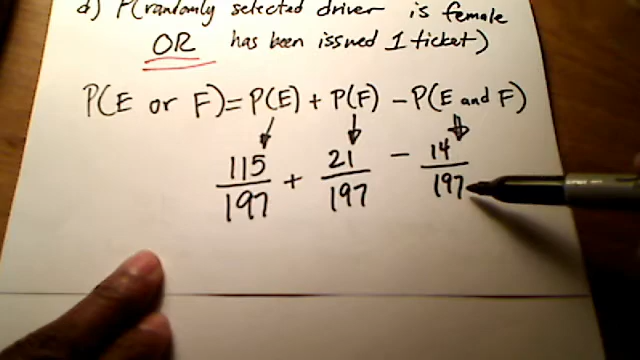 d) P(randomly selected driver is female
OR has been issued 1 ticket)
P(E or F)=P(E)+P(F)-P(E and F)
115/197 + 21/197 - 14/197